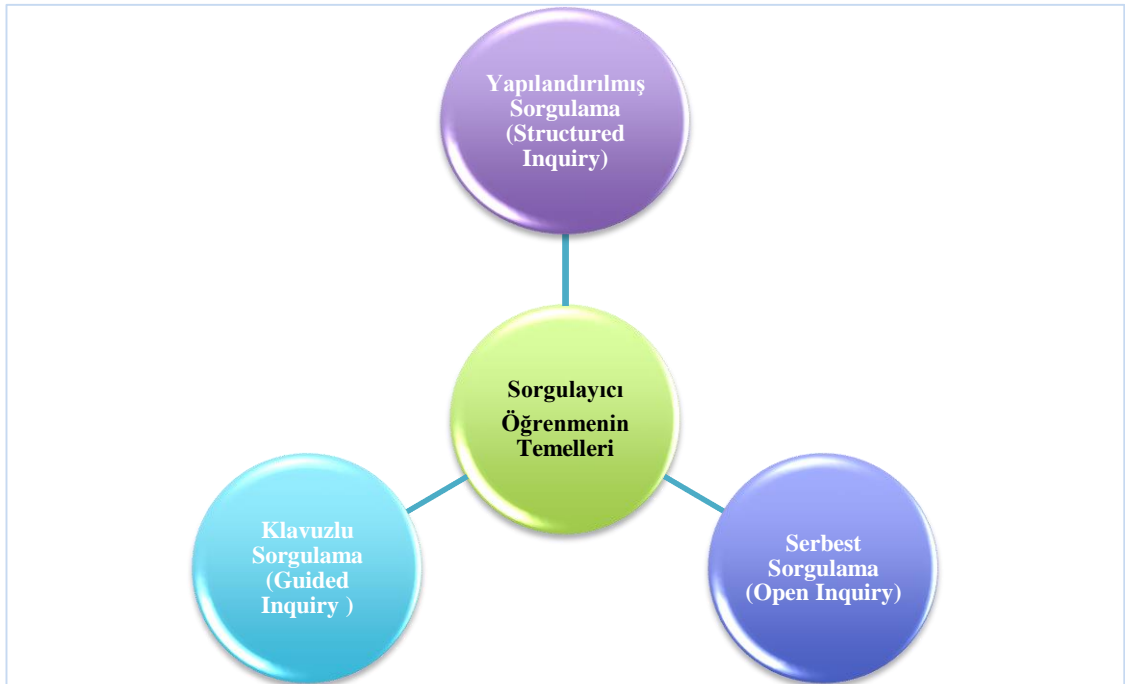 Yapılandırılmış
Sorgulama
(Structured
Inquiry)
Sorgulayıcı
Öğrenmenin
Temelleri
Klavuzlu
Sorgulama
(Guided
Inquiry )
Serbest
Sorgulama
(Open Inquiry)